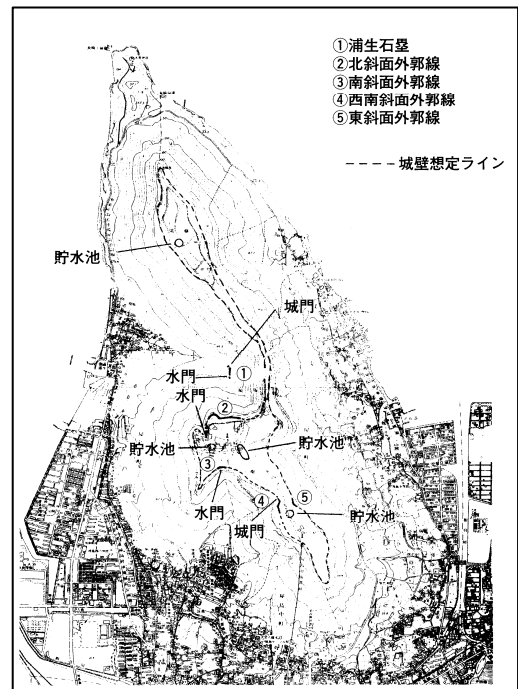 ①浦生石塁
②北斜面外郭線
③南斜面外郭線
④西南斜面外郭線
⑤東斜面外郭線
城壁想定ライン
貯水池
城門
水門
①
水門
②
貯水池
貯水池
③
水門
④
⑤
城門
貯水池